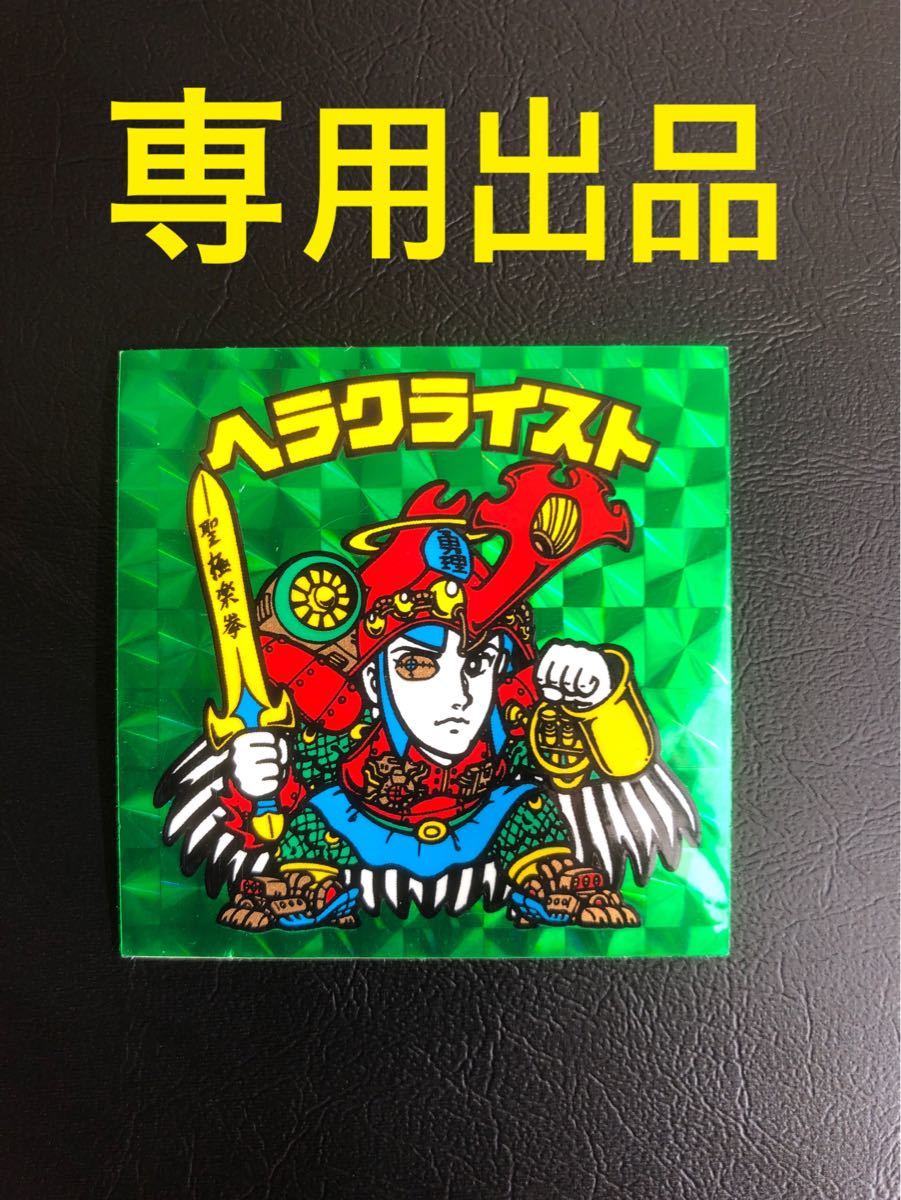 専用出品
ヘラクライスト
聖極楽拳
勇理